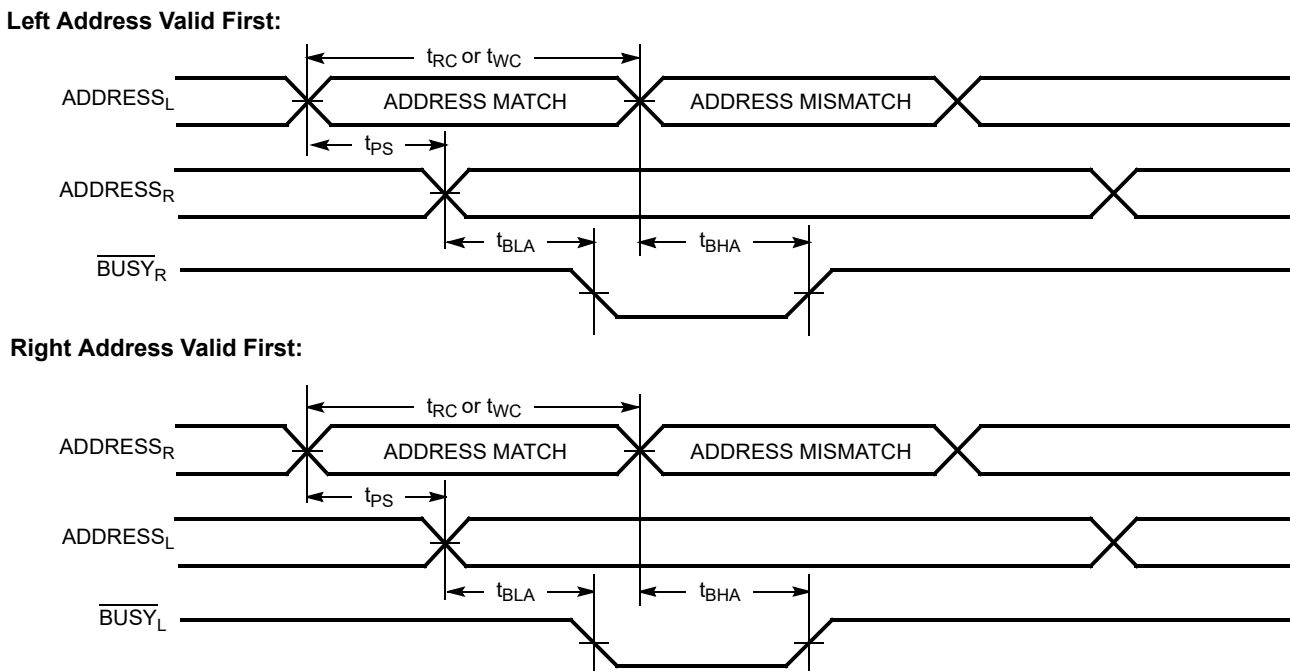 Left Address Valid First:
tRC or tWC
ADDRESSL
ADDRESS MATCH
ADDRESS MISMATCH
tPS
ADDRESSR
tBLA
tBHA
BUSYR
Right Address Valid First:
tRC or tWC
ADDRESSR
ADDRESS MATCH
ADDRESS MISMATCH
tPS
ADDRESSL
tBLA
tBHA
BUSYL